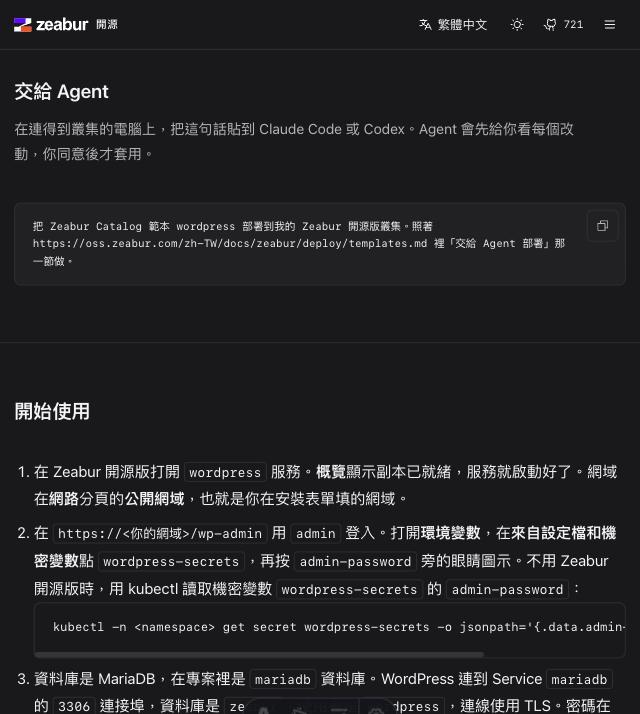 zeabur 開源 繁體中文 721
交給 Agent
在連得到叢集的電腦上，把這句話貼到 Claude Code 或 Codex。Agent 會先給你看每個改
動，你同意後才套用。
把 Zeabur Catalog 範本 wordpress 部署到我的 Zeabur 開源版叢集。照著
https://oss.zeabur.com/zh-TW/docs/zeabur/deploy/templates.md 裡「交給 Agent 部署」那
一節做。
開始使用
1. 在 Zeabur 開源版打開 wordpress 服務。概覽顯示副本已就緒，服務就啟動好了。網域
在網路分頁的公開網域，也就是你在安裝表單填的網域。
2. 在 https://<你的網域>/wp-admin 用 admin 登入。打開環境變數，在來自設定檔和機
密變數點 wordpress-secrets，再按 admin-password 旁的眼睛圖示。不用 Zeabur
開源版時，用 kubectl 讀取機密變數 wordpress-secrets 的 admin-password：
kubectl -n <namespace> get secret wordpress-secrets -o jsonpath='{.data.admin-
3. 資料庫是 MariaDB，在專案裡是 mariadb 資料庫。WordPress 連到 Service mariadb
的 3306 連接埠，資料庫是 ，連線使用 TLS。密碼在